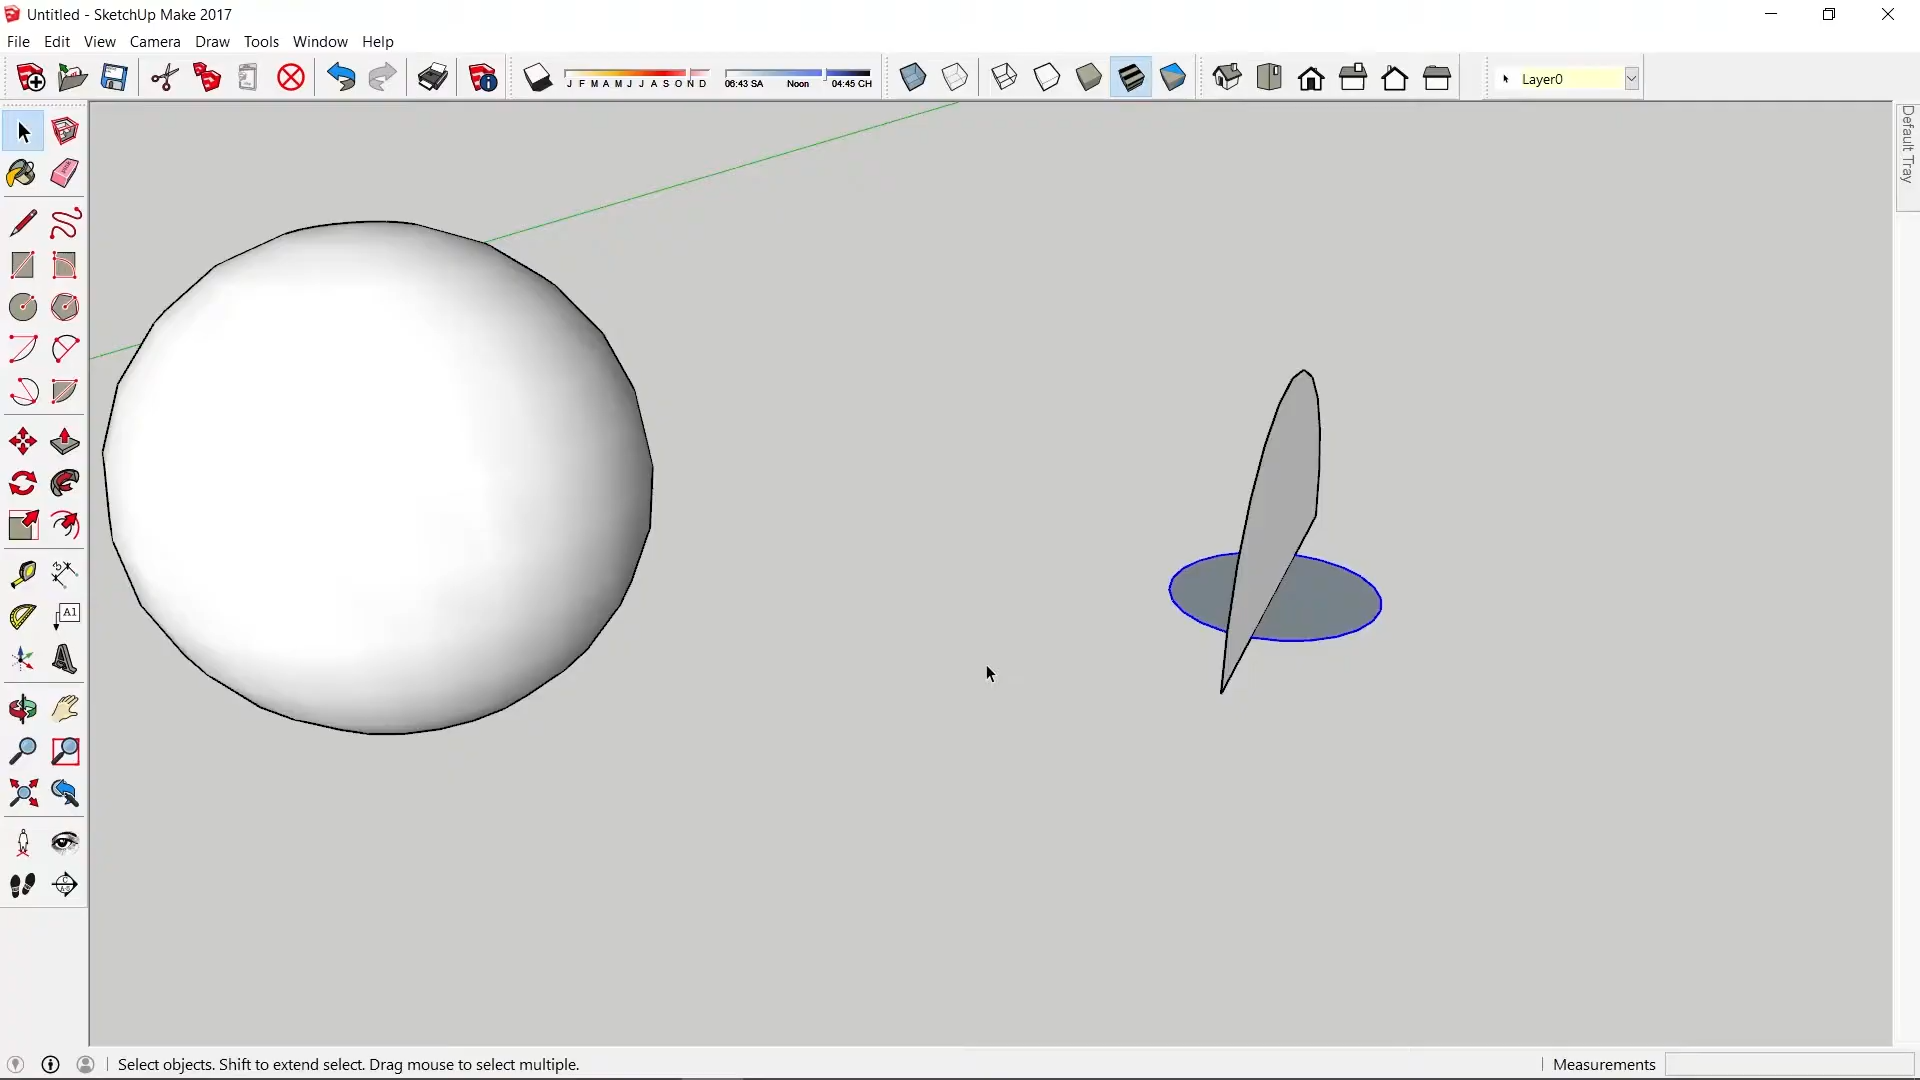 Untitled - SketchUp Make 2017
File Edit View Camera Draw Tools Window Help
J F M A M J J A S O N D
06:43 SA Noon 04:45 CH
Layer0
Default Tray
A1
Select objects. Shift to extend select. Drag mouse to select multiple.
Measurements